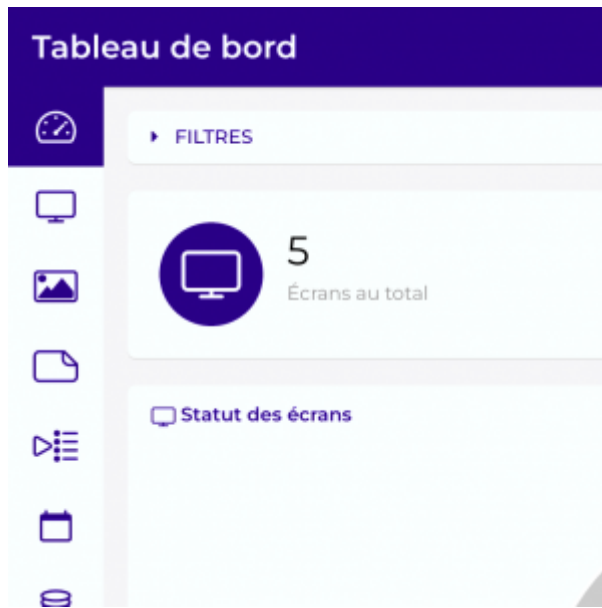 Tableau de bord
FILTRES
5
Écrans au total
Statut des écrans